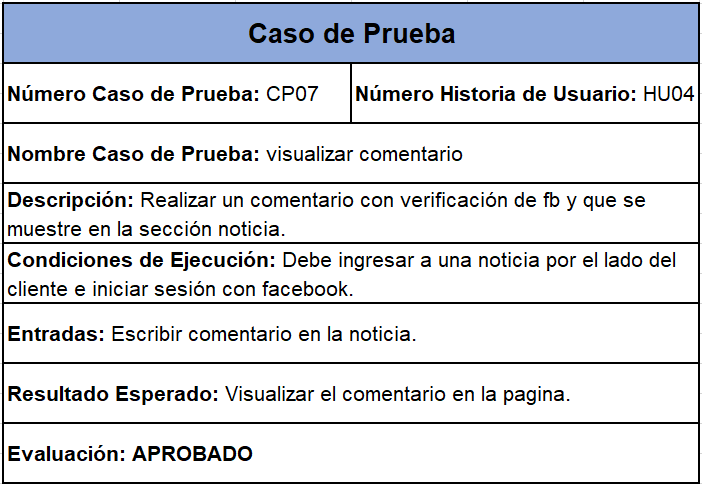 Caso de Prueba
Número Caso de Prueba: CP07
Número Historia de Usuario: HU04
Nombre Caso de Prueba: visualizar comentario
Descripción: Realizar un comentario con verificación de fb y que se
muestre en la sección noticia.
Condiciones de Ejecución: Debe ingresar a una noticia por el lado del
cliente e iniciar sesión con facebook.
Entradas: Escribir comentario en la noticia.
Resultado Esperado: Visualizar el comentario en la pagina.
Evaluación: APROBADO